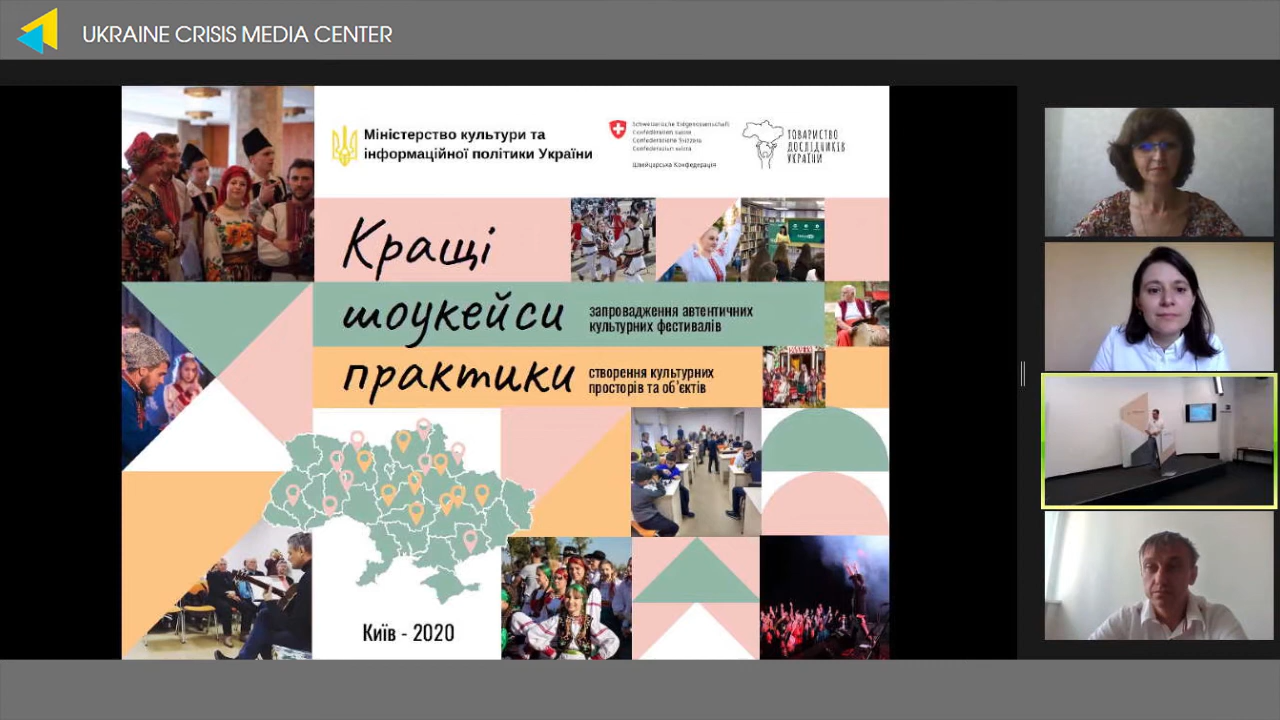 UKRAINE CRISIS MEDIA CENTER
Міністерство культури та
інформаційної політики України
Schweizerische Eidgenossenschaft
Confédération suisse
Confederazione Svizzera
Confederaziun svizra
Швейцарська Конфедерація
ТОВАРИСТВО
ДОСЛІДНИКІВ
УКРАЇНИ
Кращі
шоукейси
запровадження автентичних
культурних фестивалів
практики
створення культурних
просторів та об'єктів
Київ - 2020